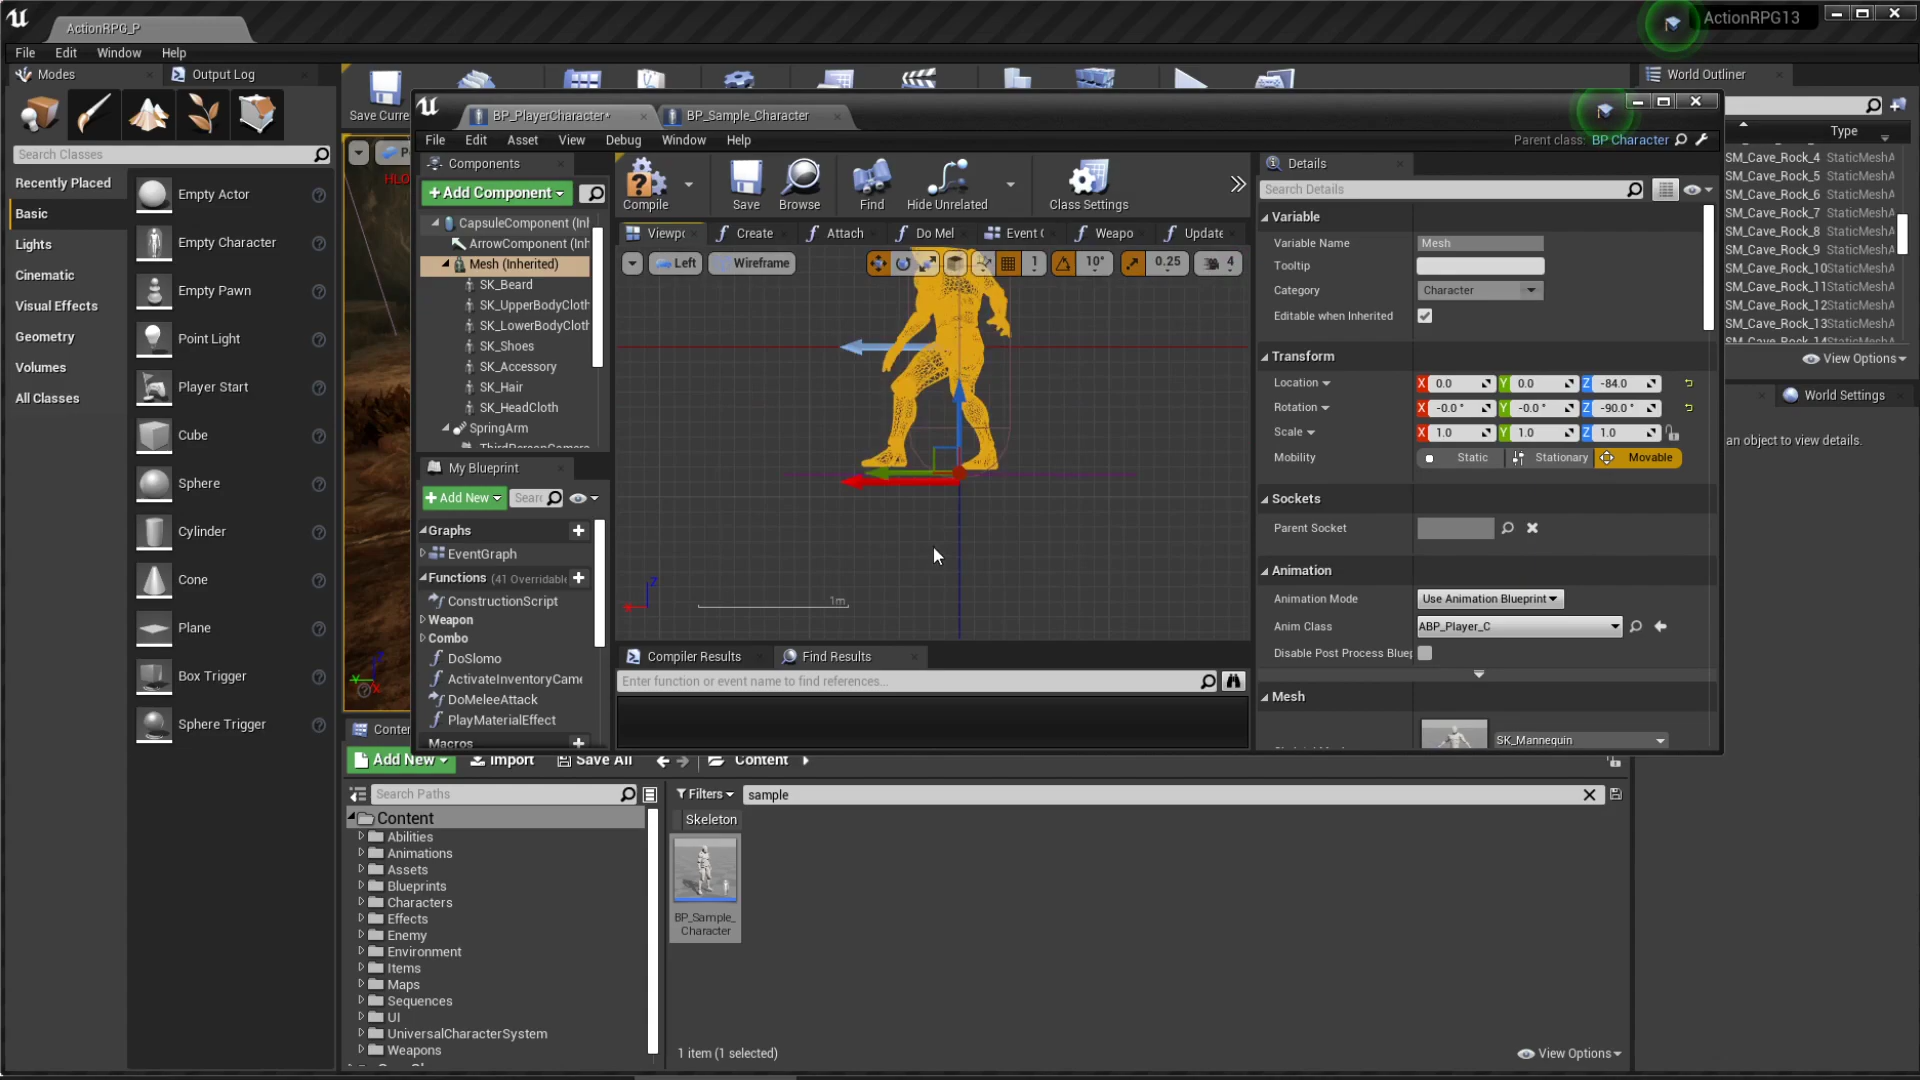 ActionRPG_P
ActionRPG13
File Edit Window Help
Modes
Output Log
World Outliner
Save Curre
Search Classes
Recently Placed
Basic
Lights
Cinematic
Visual Effects
Geometry
Volumes
All Classes
Empty Actor
Empty Character
Empty Pawn
Point Light
Player Start
Cube
Sphere
Cylinder
Cone
Plane
Box Trigger
Sphere Trigger
BP_PlayerCharacter*
BP_Sample_Character
File Edit Asset View Debug Window Help
Parent class: BP Character
Components
+Add Component
CapsuleComponent (Inl
ArrowComponent (Inh
Mesh (Inherited)
SK_Beard
SK_UpperBodyCloth
SK_LowerBodyCloth
SK_Shoes
SK_Accessory
SK_Hair
SK_HeadCloth
SpringArm
My Blueprint
+Add New
Searc
Graphs
EventGraph
Functions (41 Overridable
ConstructionScript
Weapon
Combo
DoSlomo
ActivateInventoryCame
DoMeleeAttack
PlayMaterialEffect
Macros
Compile
Save
Browse
Find
Hide Unrelated
Class Settings
Viewpo
Create
Attach
Do Mel
Event G
Weapo
Update
Left
Wireframe
1
10°
0.25
4
1m
Z
Compiler Results
Find Results
Enter function or event name to find references...
Details
Search Details
Variable
Variable Name Mesh
Tooltip
Category Character
Editable when Inherited
Transform
Location X 0.0 Y 0.0 Z -84.0
Rotation X -0.0 ° Y -0.0 ° Z -90.0 °
Scale X 1.0 Y 1.0 Z 1.0
Mobility Static Stationary Movable
Sockets
Parent Socket
Animation
Animation Mode Use Animation Blueprint
Anim Class ABP_Player_C
Disable Post Process Bluep
Mesh
SK_Mannequin
Type
SM_Cave_Rock_4 StaticMeshA
SM_Cave_Rock_5 StaticMeshA
SM_Cave_Rock_6 StaticMeshA
SM_Cave_Rock_7 StaticMeshA
SM_Cave_Rock_8 StaticMeshA
SM_Cave_Rock_9 StaticMeshA
SM_Cave_Rock_10 StaticMeshA
SM_Cave_Rock_11 StaticMeshA
SM_Cave_Rock_12 StaticMeshA
SM_Cave_Rock_13 StaticMeshA
View Options
World Settings
an object to view details.
Conten
Add New
Import
Save All
Content
Search Paths
Content
Abilities
Animations
Assets
Blueprints
Characters
Effects
Enemy
Environment
Items
Maps
Sequences
UI
UniversalCharacterSystem
Weapons
Filters
sample
Skeleton
BP_Sample_
Character
1 item (1 selected)
View Options